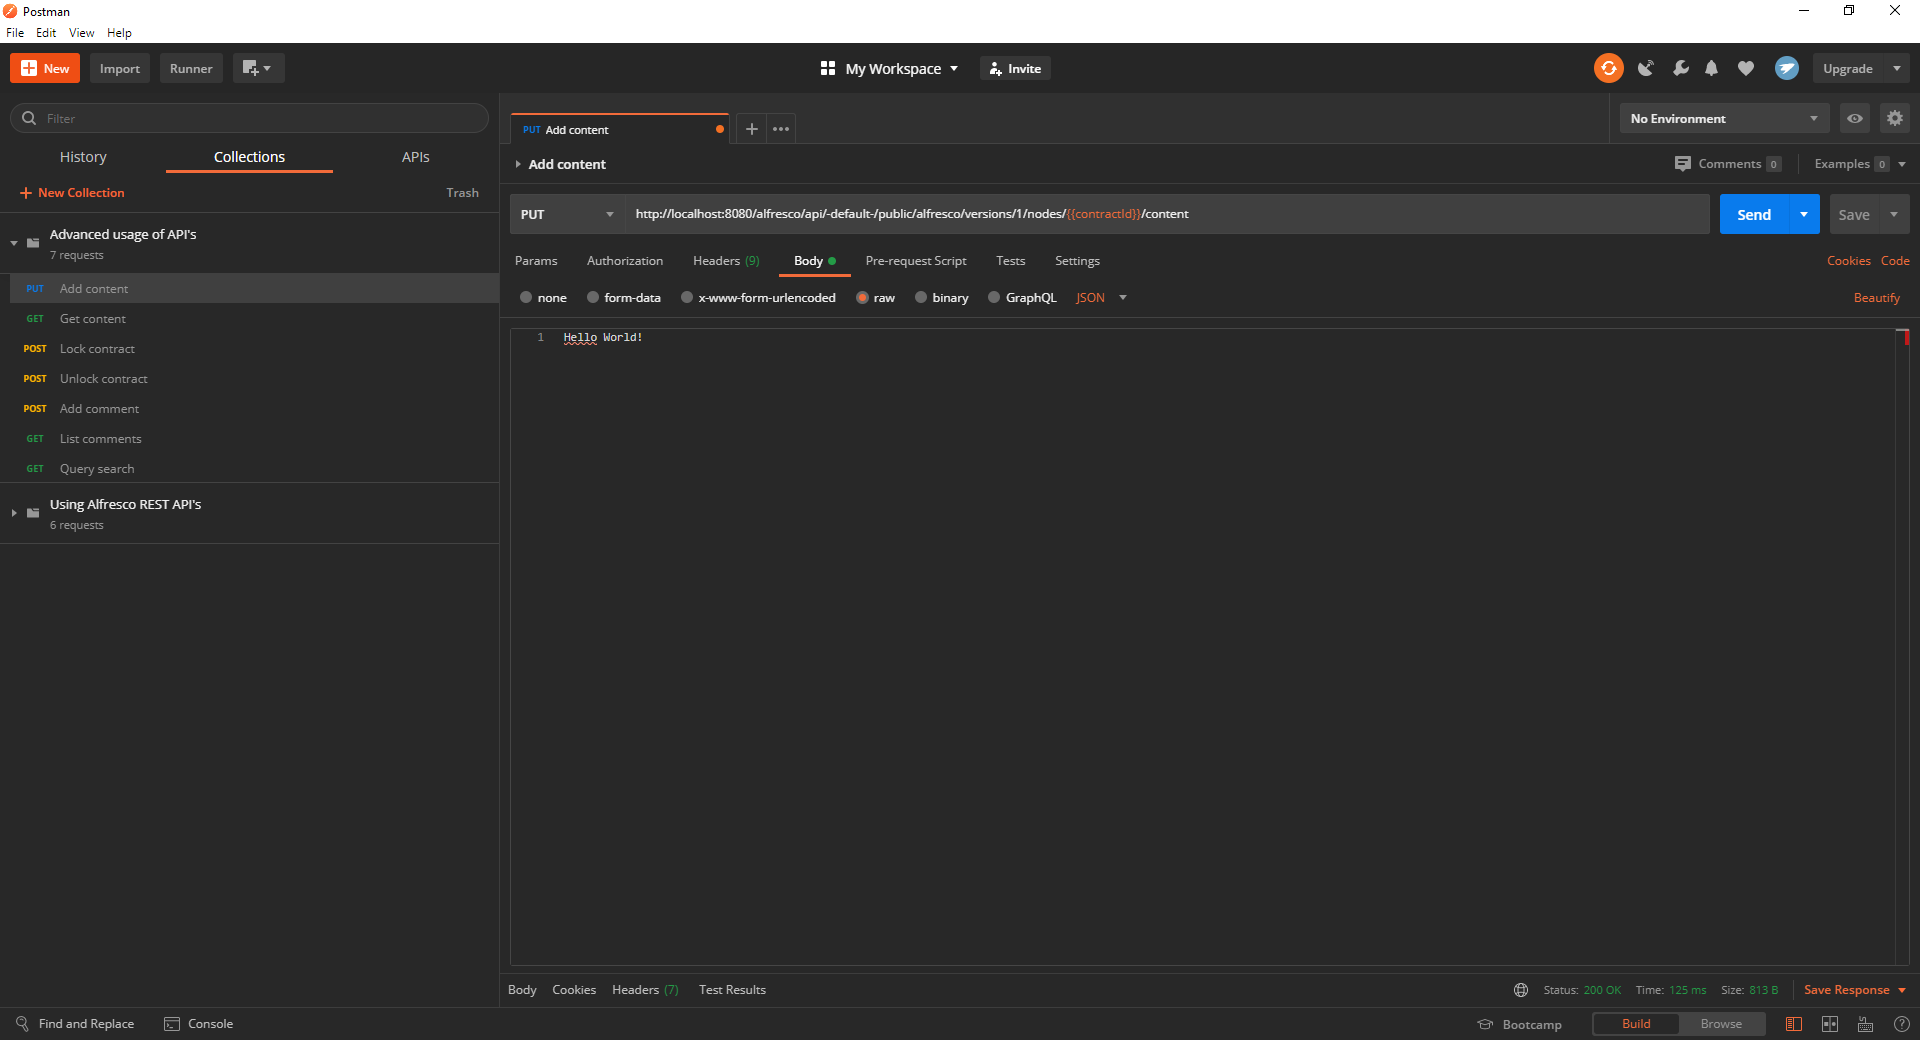 Postman
File Edit View Help
New Import Runner My Workspace Invite Upgrade
Filter
History Collections APIs
New Collection Trash
Advanced usage of API's
7 requests
PUT Add content
GET Get content
POST Lock contract
POST Unlock contract
POST Add comment
GET List comments
GET Query search
Using Alfresco REST API's
6 requests
PUT Add content
No Environment
Add content Comments 0 Examples 0
PUT http://localhost:8080/alfresco/api/-default-/public/alfresco/versions/1/nodes/{{contractId}}/content Send Save
Params Authorization Headers (9) Body Pre-request Script Tests Settings Cookies Code
none form-data x-www-form-urlencoded raw binary GraphQL JSON Beautify
1 Hello World!
Body Cookies Headers (7) Test Results Status: 200 OK Time: 125 ms Size: 813 B Save Response
Find and Replace Console Bootcamp Build Browse